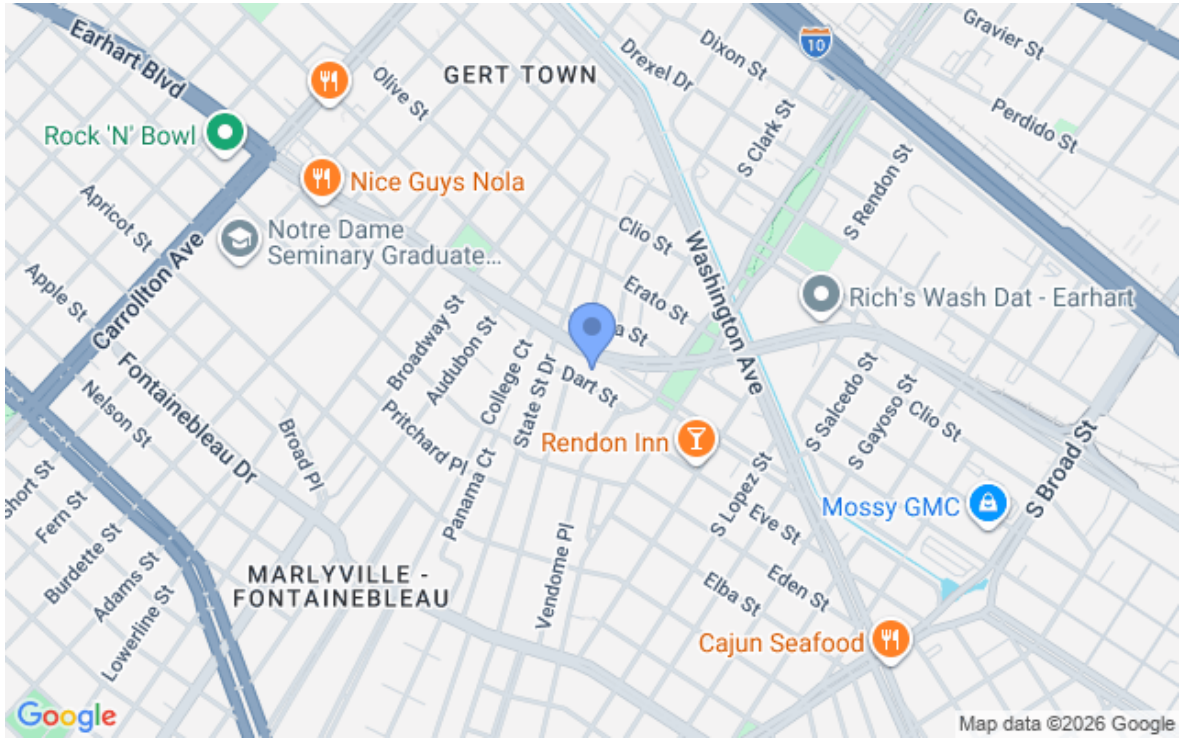 Earhart Blvd
Olive St
GERT TOWN
Drexel Dr
Dixon St
10
Gravier St
Perdido St
Rock 'N' Bowl
Nice Guys Nola
S Clark St
S Rendon St
Apricot St
Notre Dame
Seminary Graduate...
Carrollton Ave
Clio St
Washington Ave
Apple St
Erato St
Rich's Wash Dat - Earhart
Broadway St
Audubon St
College Ct
State St Dr
a St
Dart St
Fontainebleau Dr
Nelson St
Broad Pl
Pritchard Pl
Panama Ct
Rendon Inn
S Salcedo St
S Gayoso St
Clio St
S Broad St
Short St
Fern St
Burdette St
Adams St
Lowerline St
Vendome Pl
S Lopez St
Eve St
Mossy GMC
Eden St
Elba St
MARLYVILLE -
FONTAINEBLEAU
Cajun Seafood
Google
Map data ©2026 Google